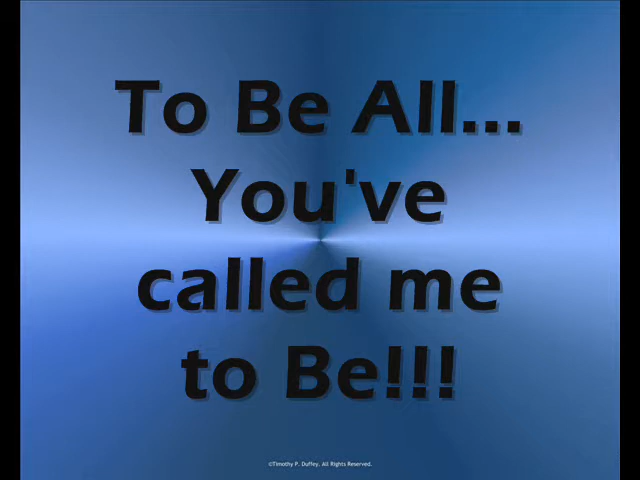 To Be All...
You've
called me
to Be!!!
©Timothy P. Duffey. All Rights Reserved.